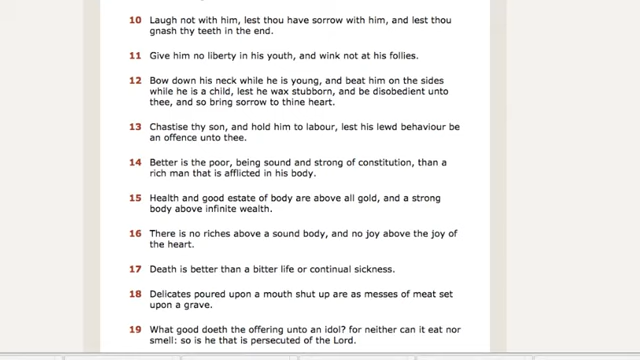 10 Laugh not with him, lest thou have sorrow with him, and lest thou
gnash thy teeth in the end.
11 Give him no liberty in his youth, and wink not at his follies.
12 Bow down his neck while he is young, and beat him on the sides
while he is a child, lest he wax stubborn, and be disobedient unto
thee, and so bring sorrow to thine heart.
13 Chastise thy son, and hold him to labour, lest his lewd behaviour be
an offence unto thee.
14 Better is the poor, being sound and strong of constitution, than a
rich man that is afflicted in his body.
15 Health and good estate of body are above all gold, and a strong
body above infinite wealth.
16 There is no riches above a sound body, and no joy above the joy of
the heart.
17 Death is better than a bitter life or continual sickness.
18 Delicates poured upon a mouth shut up are as messes of meat set
upon a grave.
19 What good doeth the offering unto an idol? for neither can it eat nor
smell: so is he that is persecuted of the Lord.